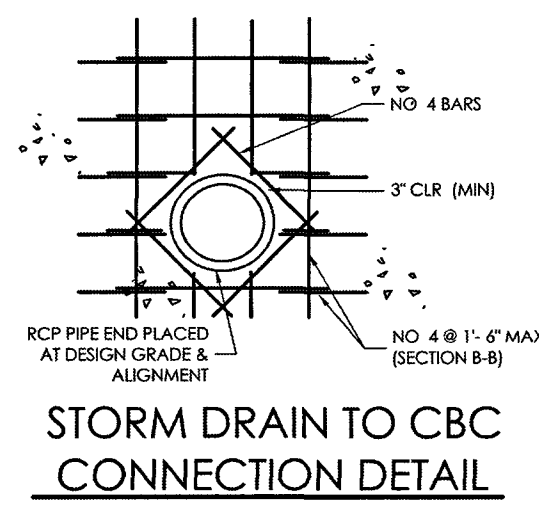 NO 4 BARS
3" CLR (MIN)
RCP PIPE END PLACED
AT DESIGN GRADE &
ALIGNMENT
NO 4 @ 1'- 6" MAX
(SECTION B-B)
STORM DRAIN TO CBC
CONNECTION DETAIL